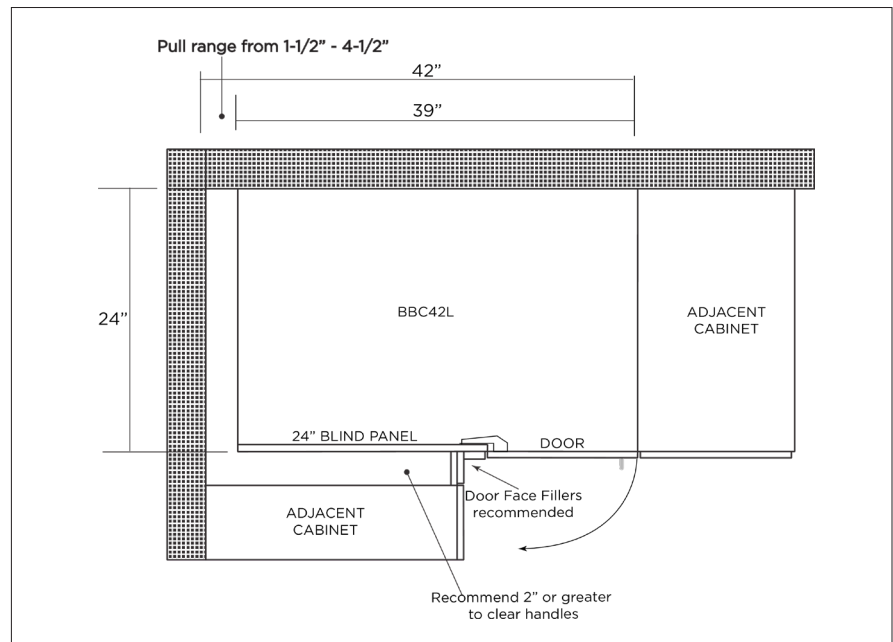 Pull range from 1-1/2” - 4-1/2”
42”
39”
24”
BBC42L
ADJACENT
CABINET
24” BLIND PANEL
DOOR
Door Face Fillers
recommended
ADJACENT
CABINET
Recommend 2” or greater
to clear handles